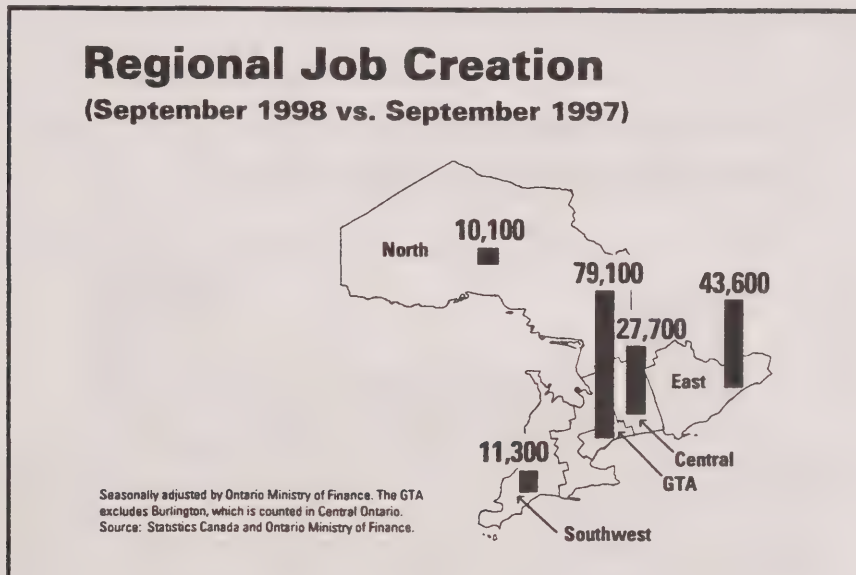 Regional Job Creation
(September 1998 vs. September 1997)
North
10,100
79,100
43,600
27,700
East
Central
GTA
11,300
Southwest
Seasonally adjusted by Ontario Ministry of Finance. The GTA
excludes Burlington, which is counted in Central Ontario.
Source: Statistics Canada and Ontario Ministry of Finance.